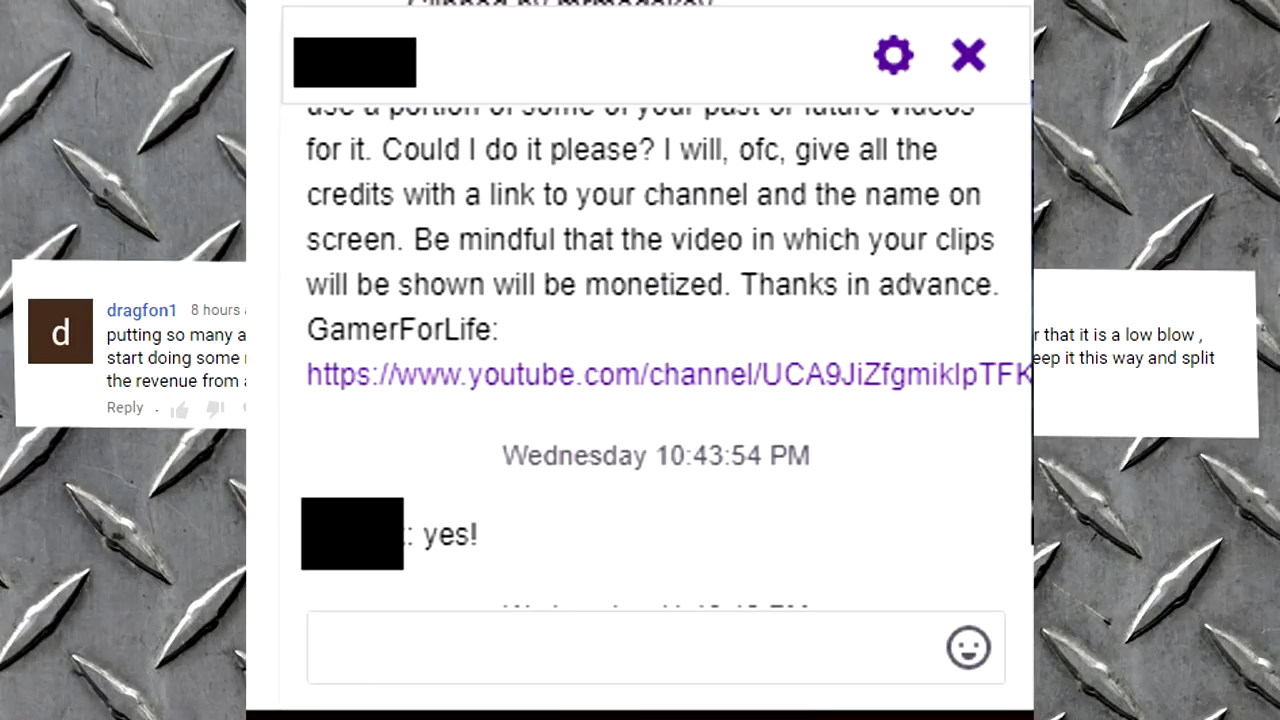 Clipped by
use a portion of some of your past or future videos
for it. Could I do it please? I will, ofc, give all the
credits with a link to your channel and the name on
screen. Be mindful that the video in which your clips
will be shown will be monetized. Thanks in advance.
GamerForLife:
https://www.youtube.com/channel/UCA9JiZfgmiklpTFK
Wednesday 10:43:54 PM
: yes!
dragfon1 8 hours
putting so many
start doing some
the revenue from
Reply .
that it is a low blow ,
it this way and split